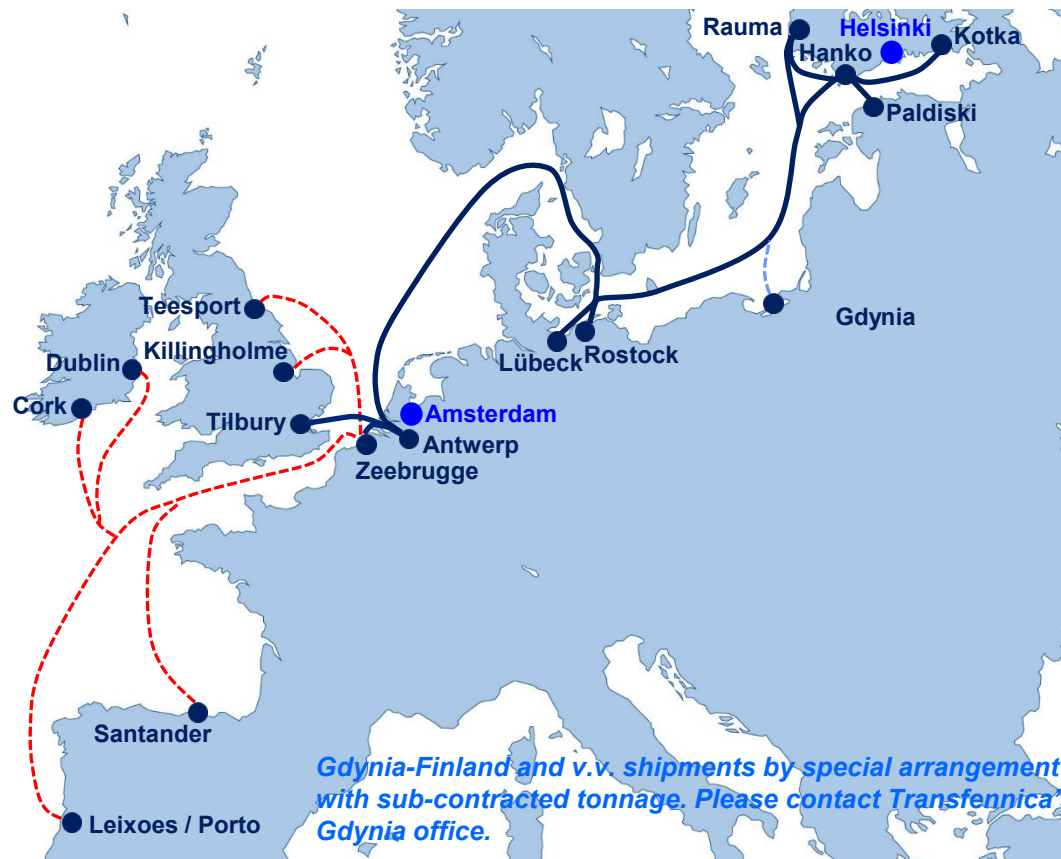 Rauma
Helsinki
Kotka
Hanko
Paldiski
Teesport
Gdynia
Killingholme
Dublin
Lübeck
Rostock
Cork
Tilbury
Amsterdam
Antwerp
Zeebrugge
Santander
Gdynia-Finland and v.v. shipments by special arrangement
with sub-contracted tonnage. Please contact Transfennica'
Gdynia office.
Leixoes / Porto